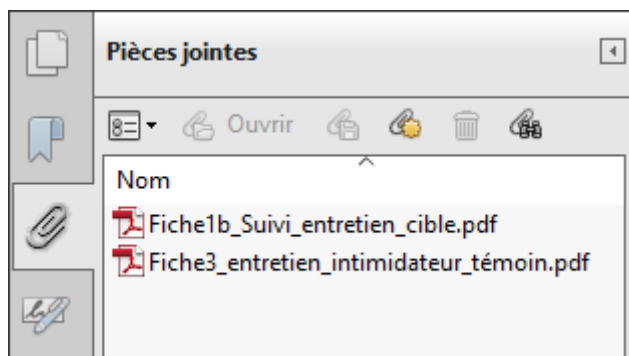 Pièces jointes
Ouvrir
Nom
Fiche1b_Suivi_entretien_cible.pdf
Fiche3_entretien_intimidateur_témoin.pdf